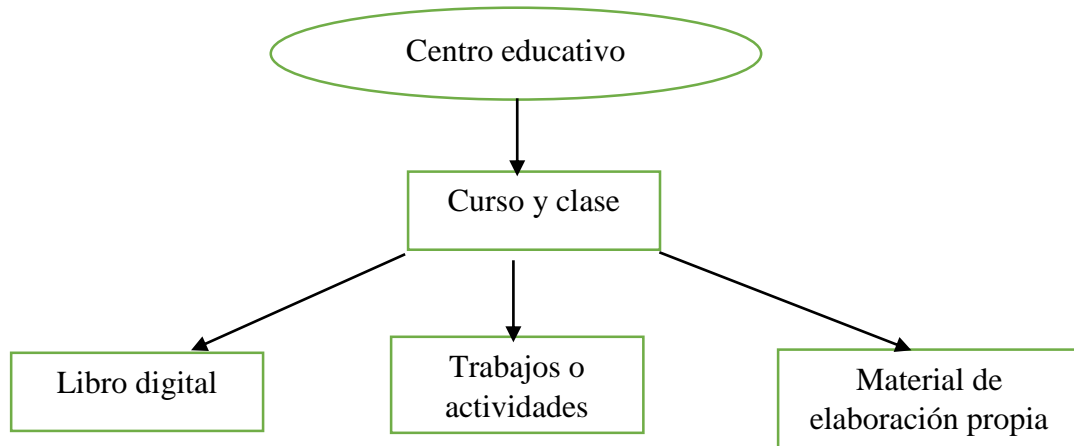 Centro educativo
Curso y clase
Libro digital
Trabajos o
actividades
Material de
elaboración propia